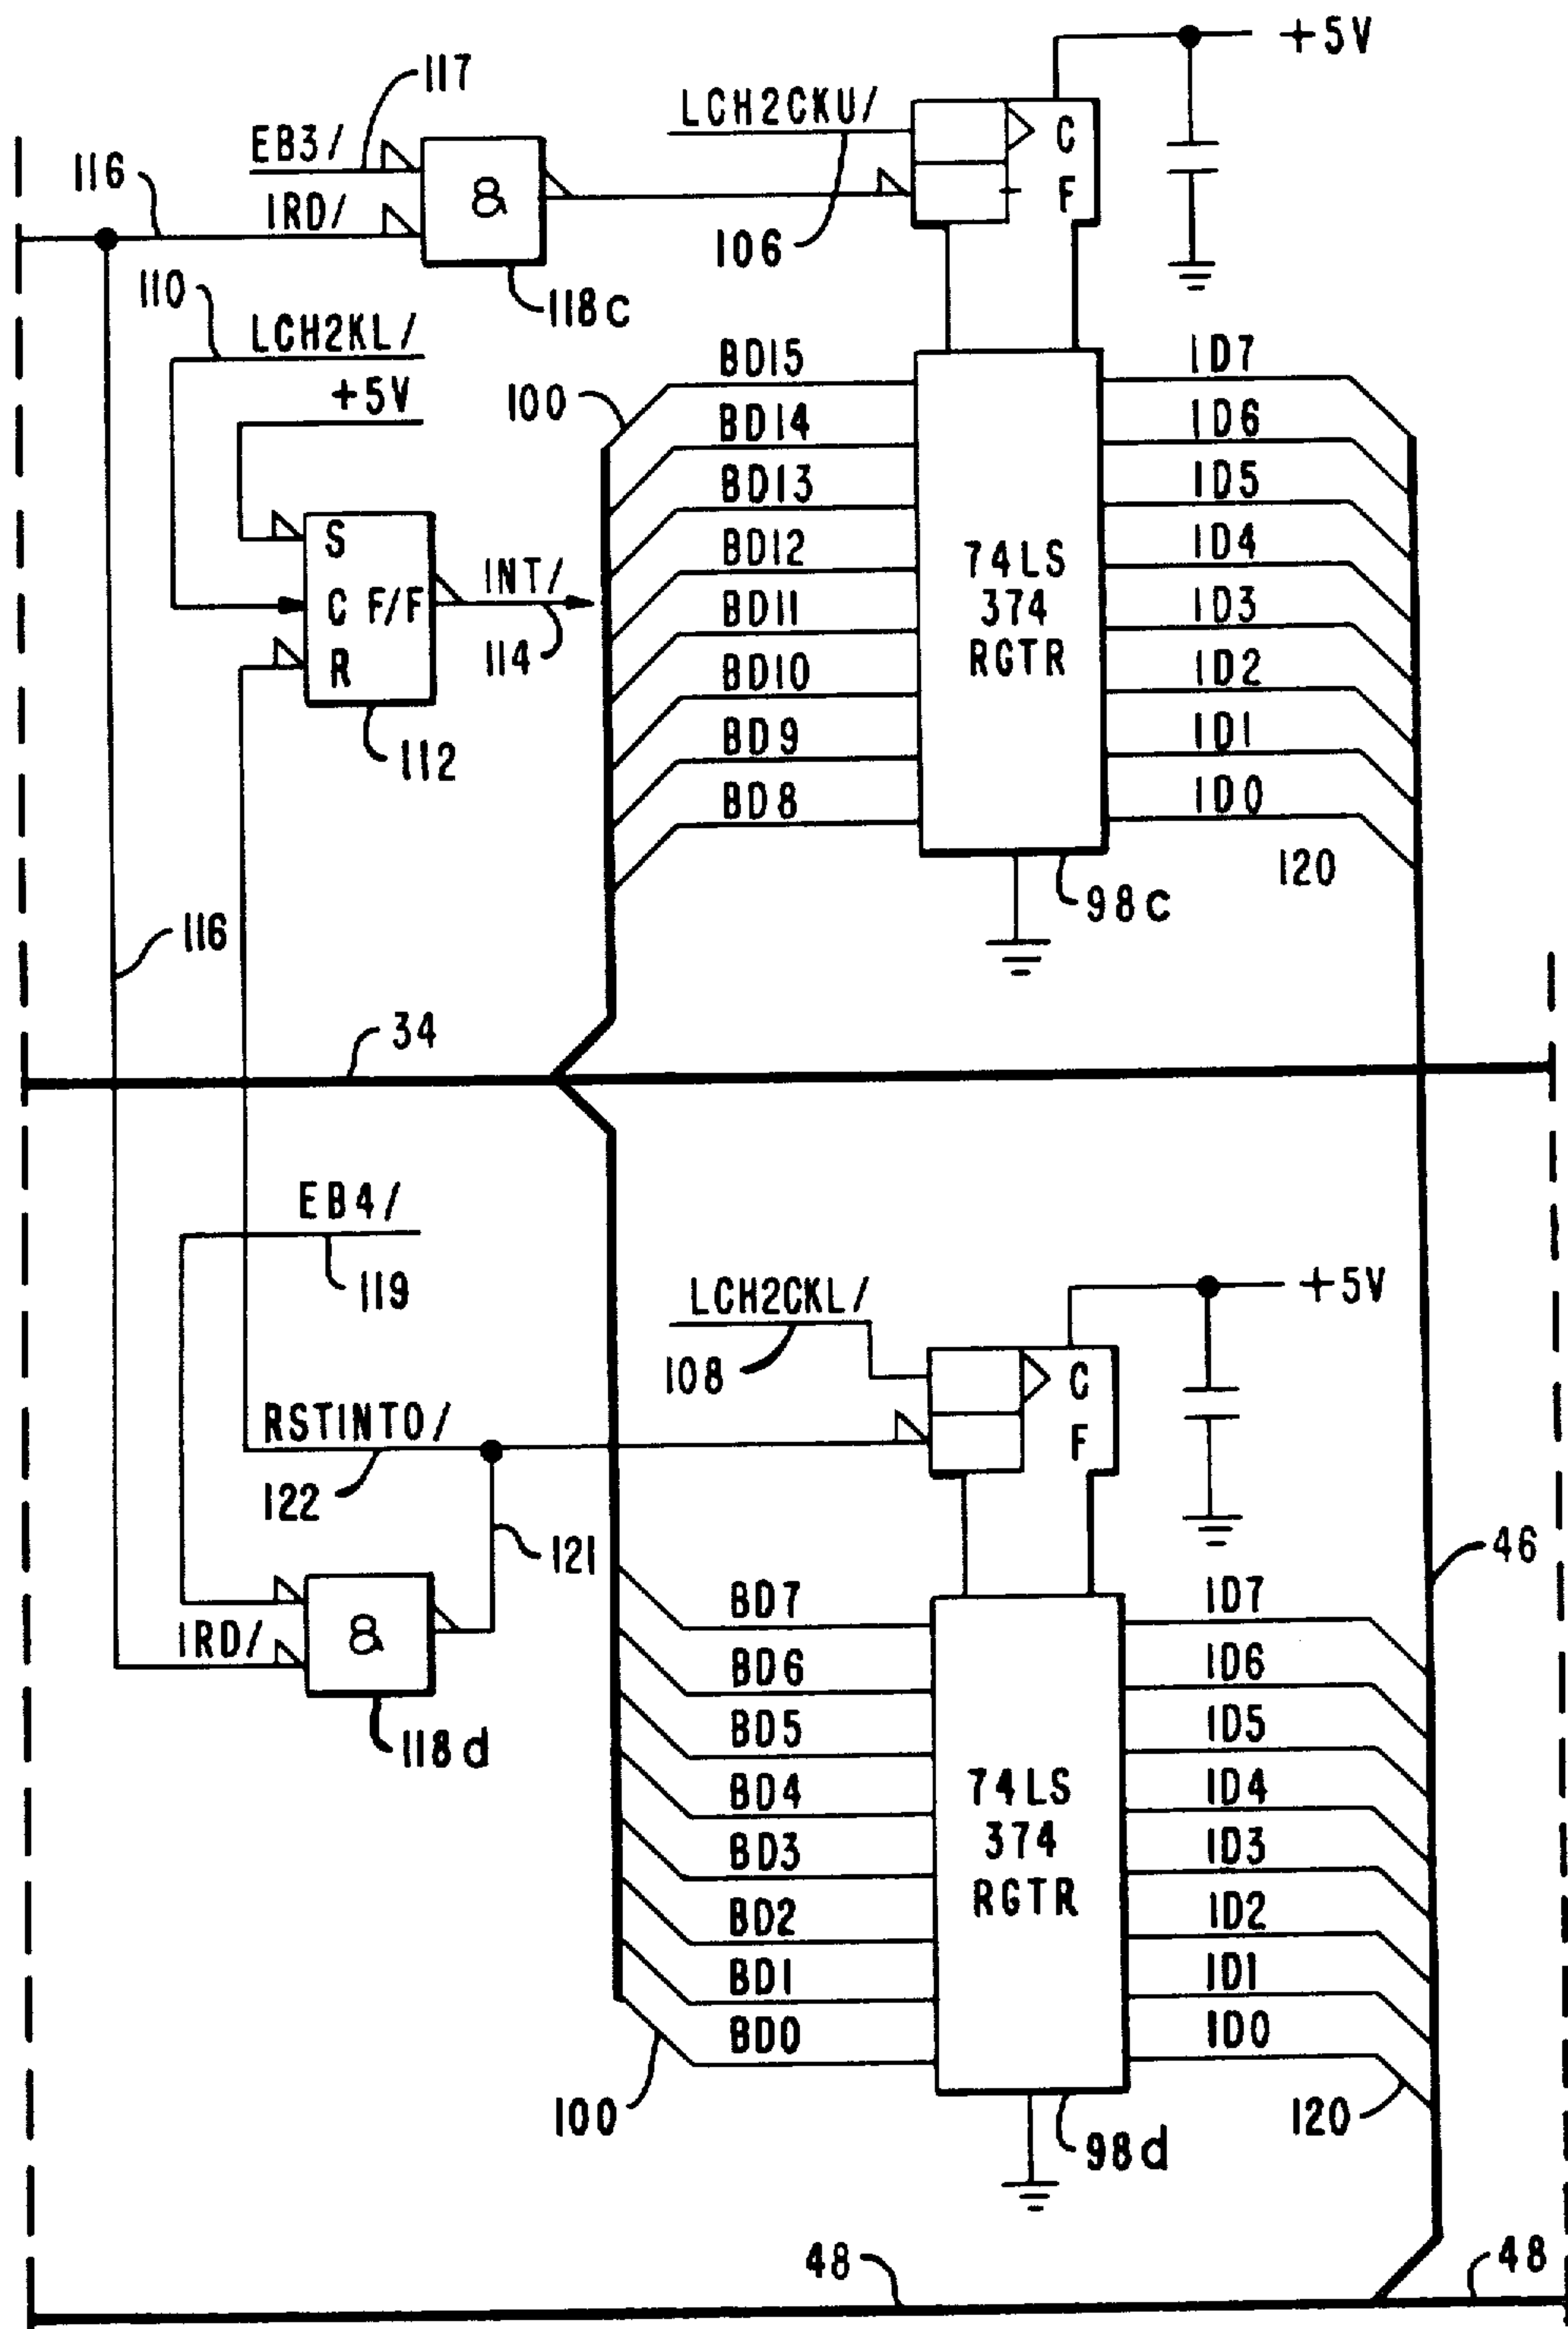 +5V
117
LCH2CKU/
C
F
EB3/
116
&
IRD/
106
118c
110
LCH2KL/
+5V
BD15
ID7
100
BD14
ID6
BD13
ID5
S
BD12
74LS
374
RGTR
ID4
INT/
C F/F
BD11
ID3
114
R
BD10
ID2
112
BD9
ID1
BD8
ID0
120
98c
116
34
EB4/
119
LCH2CKL/
+5V
108
C
F
RSTINTO/
122
121
46
BD7
ID7
IRD/
&
BD6
ID6
118d
BD5
ID5
BD4
74LS
374
RGTR
ID4
BD3
ID3
BD2
ID2
BD1
ID1
BD0
ID0
100
120
98d
48
48